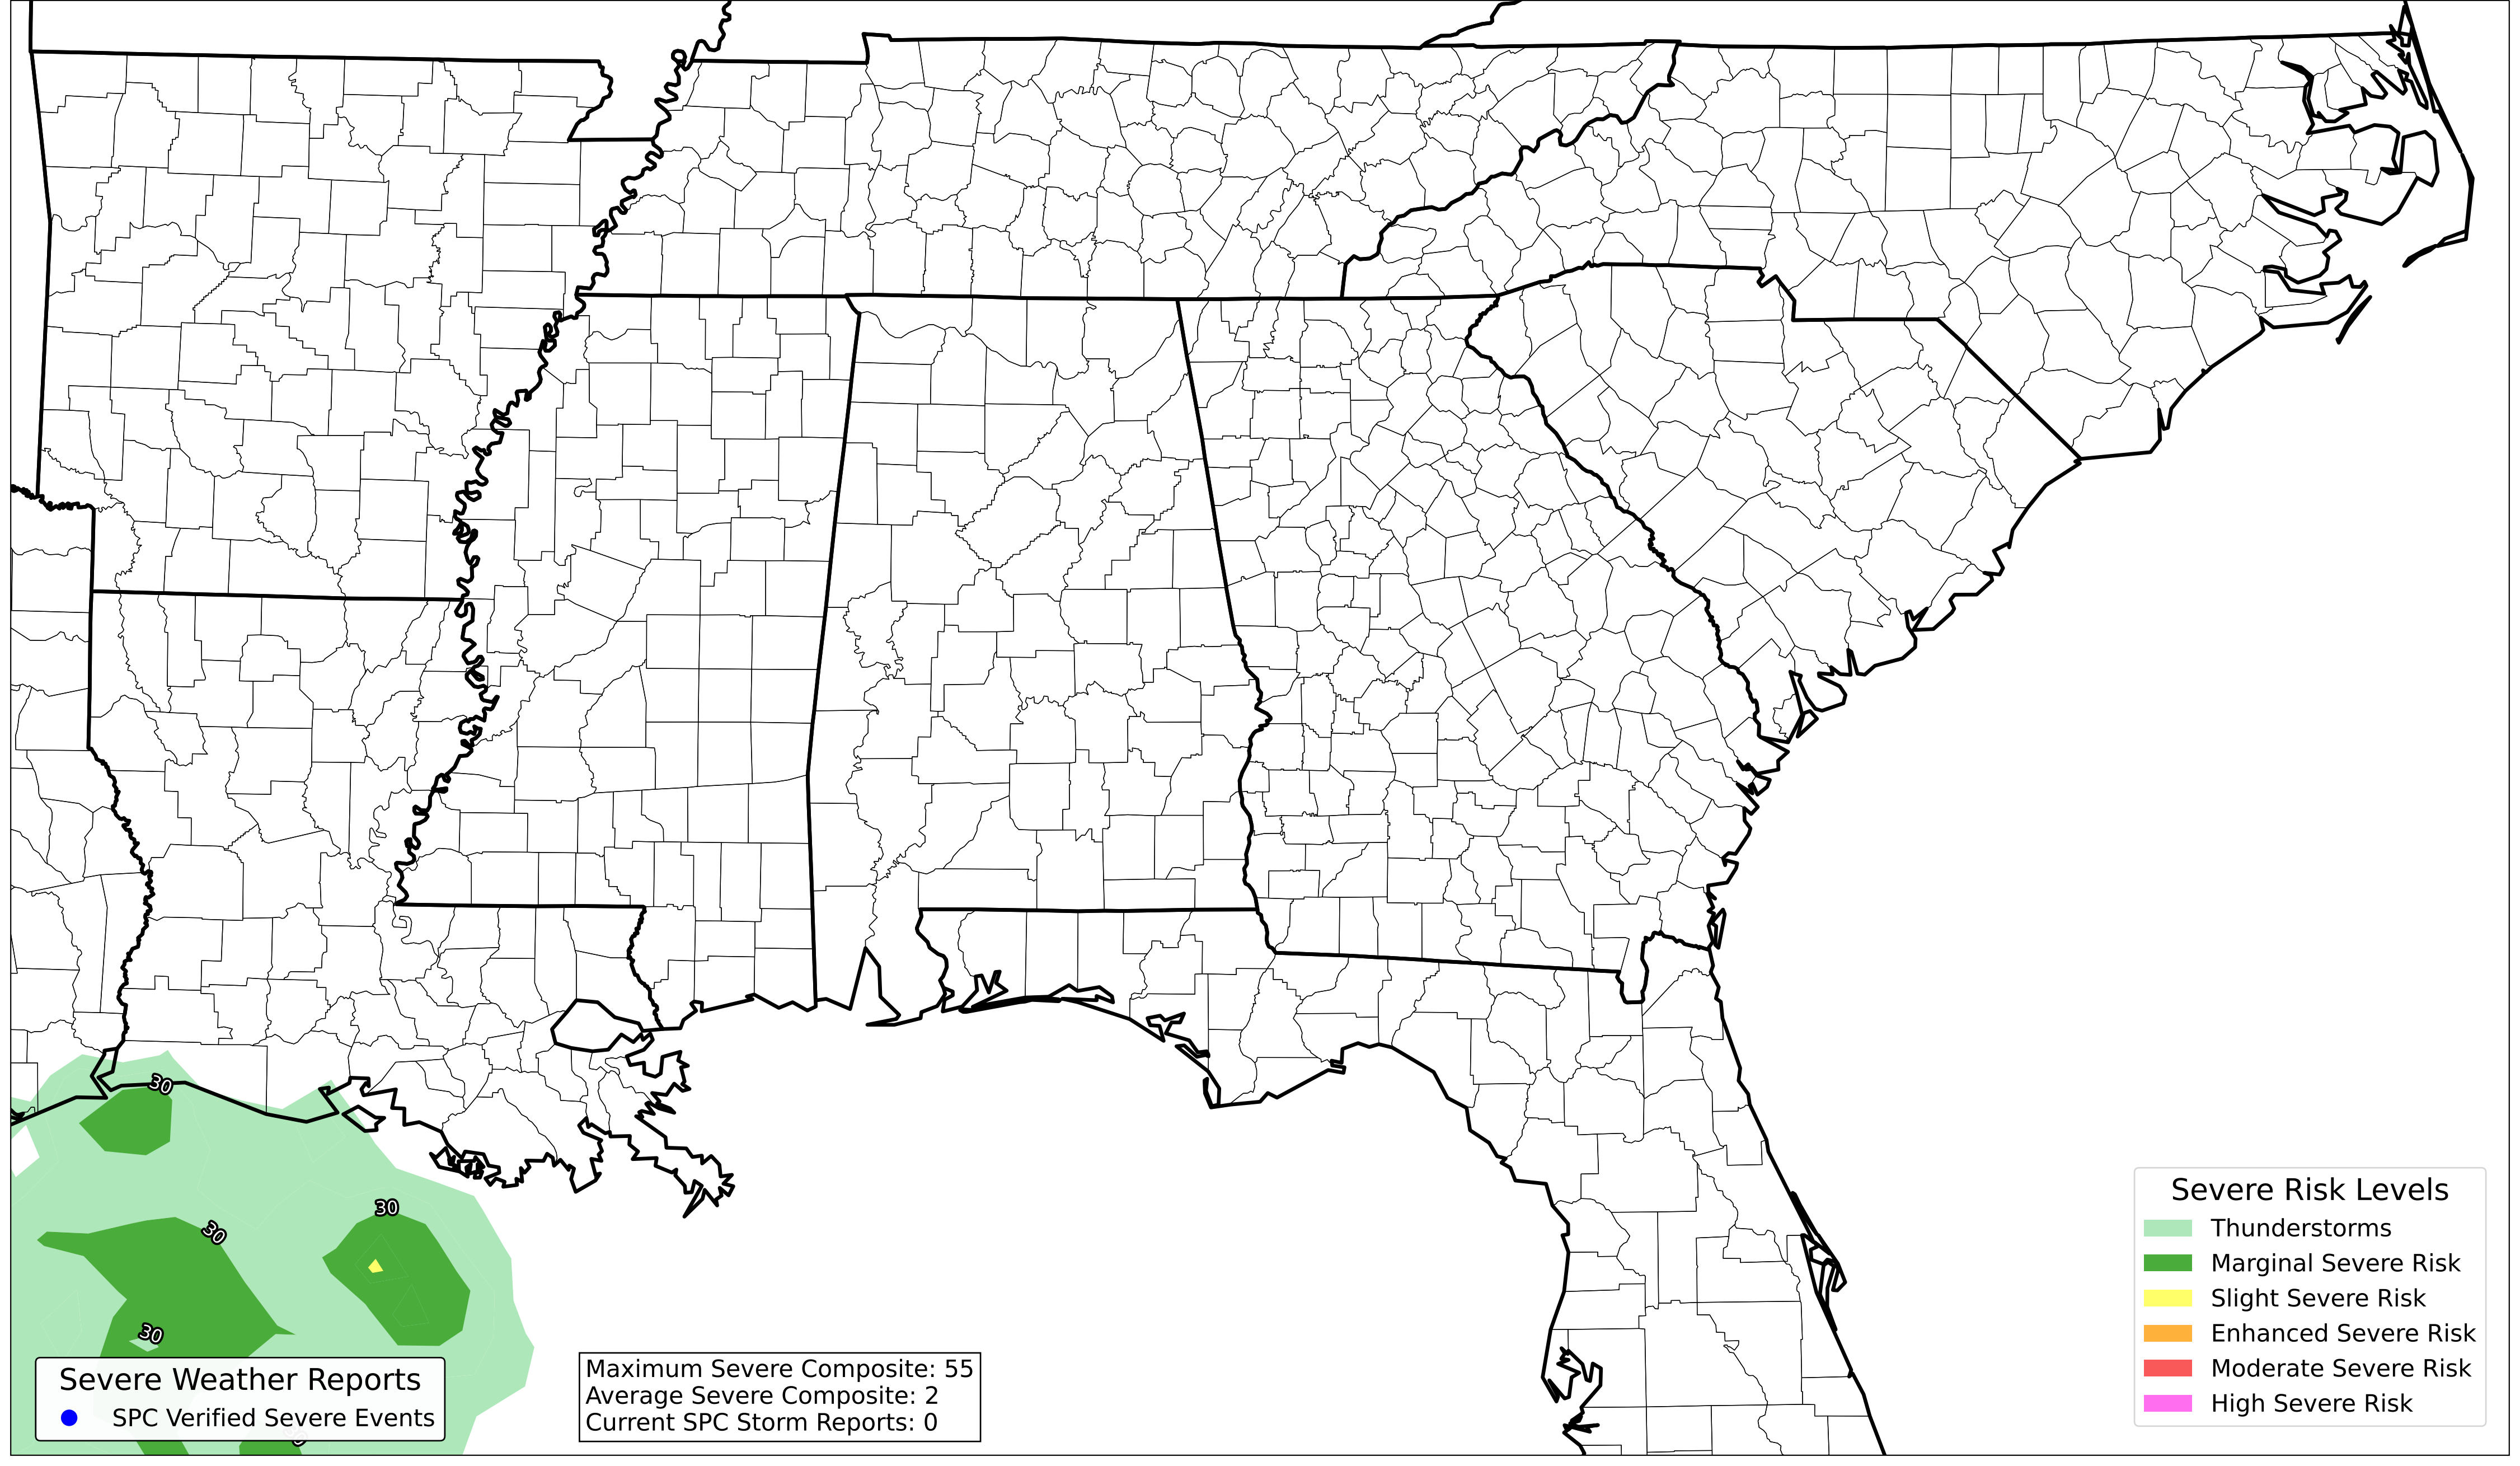 30
30
30
30
Severe Weather Reports
SPC Verified Severe Events
Maximum Severe Composite: 55
Average Severe Composite: 2
Current SPC Storm Reports: 0
Severe Risk Levels
Thunderstorms
Marginal Severe Risk
Slight Severe Risk
Enhanced Severe Risk
Moderate Severe Risk
High Severe Risk